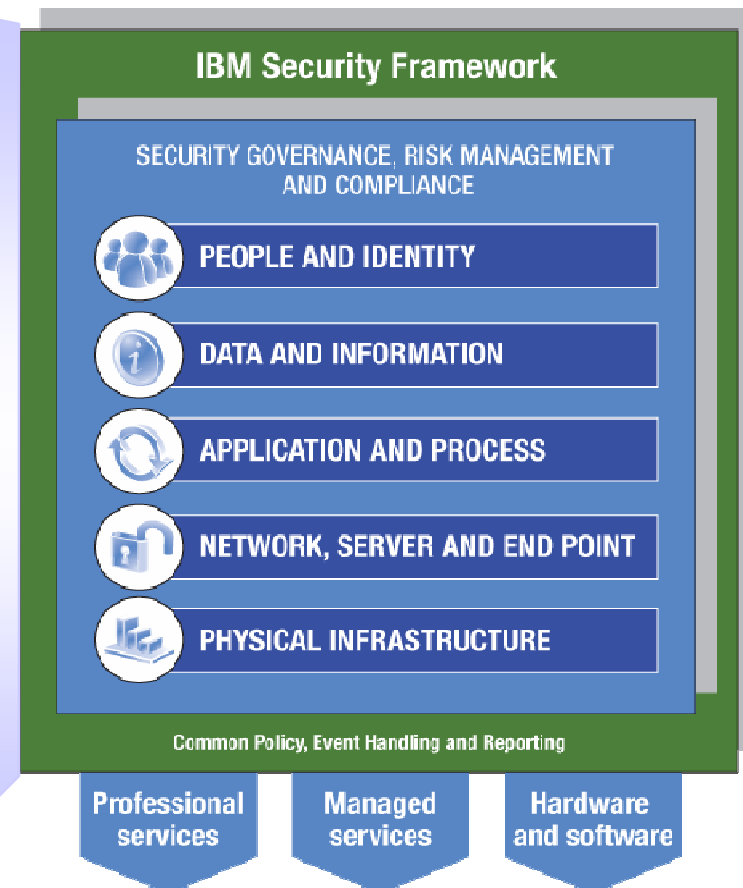 IBM Security Framework
SECURITY GOVERNANCE, RISK MANAGEMENT
AND COMPLIANCE
PEOPLE AND IDENTITY
DATA AND INFORMATION
APPLICATION AND PROCESS
NETWORK, SERVER AND END POINT
PHYSICAL INFRASTRUCTURE
Common Policy, Event Handling and Reporting
Professional
services
Managed
services
Hardware
and software